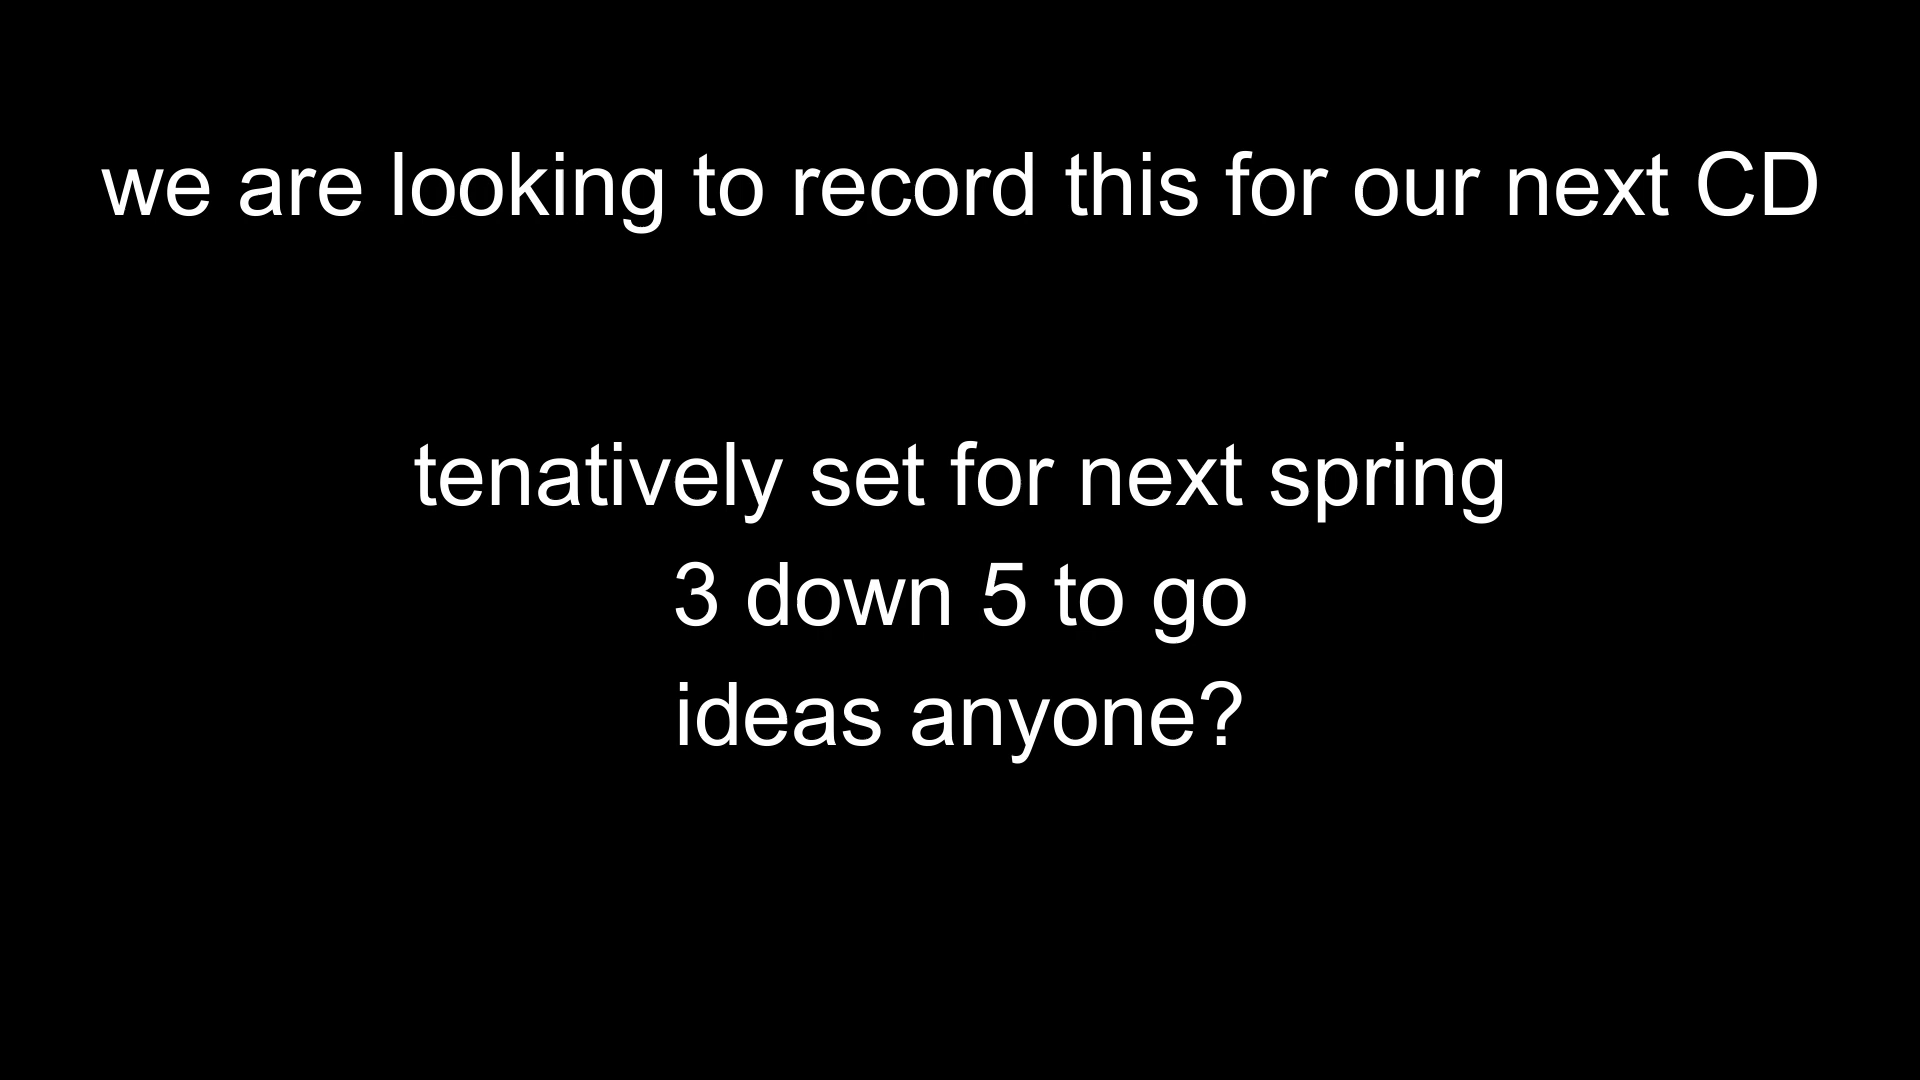 we are looking to record this for our next CD
tenatively set for next spring
3 down 5 to go
ideas anyone?